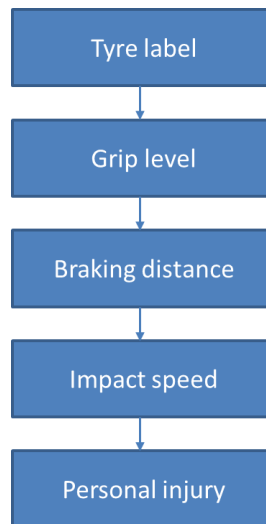 Tyre label
Grip level
Braking distance
Impact speed
Personal injury